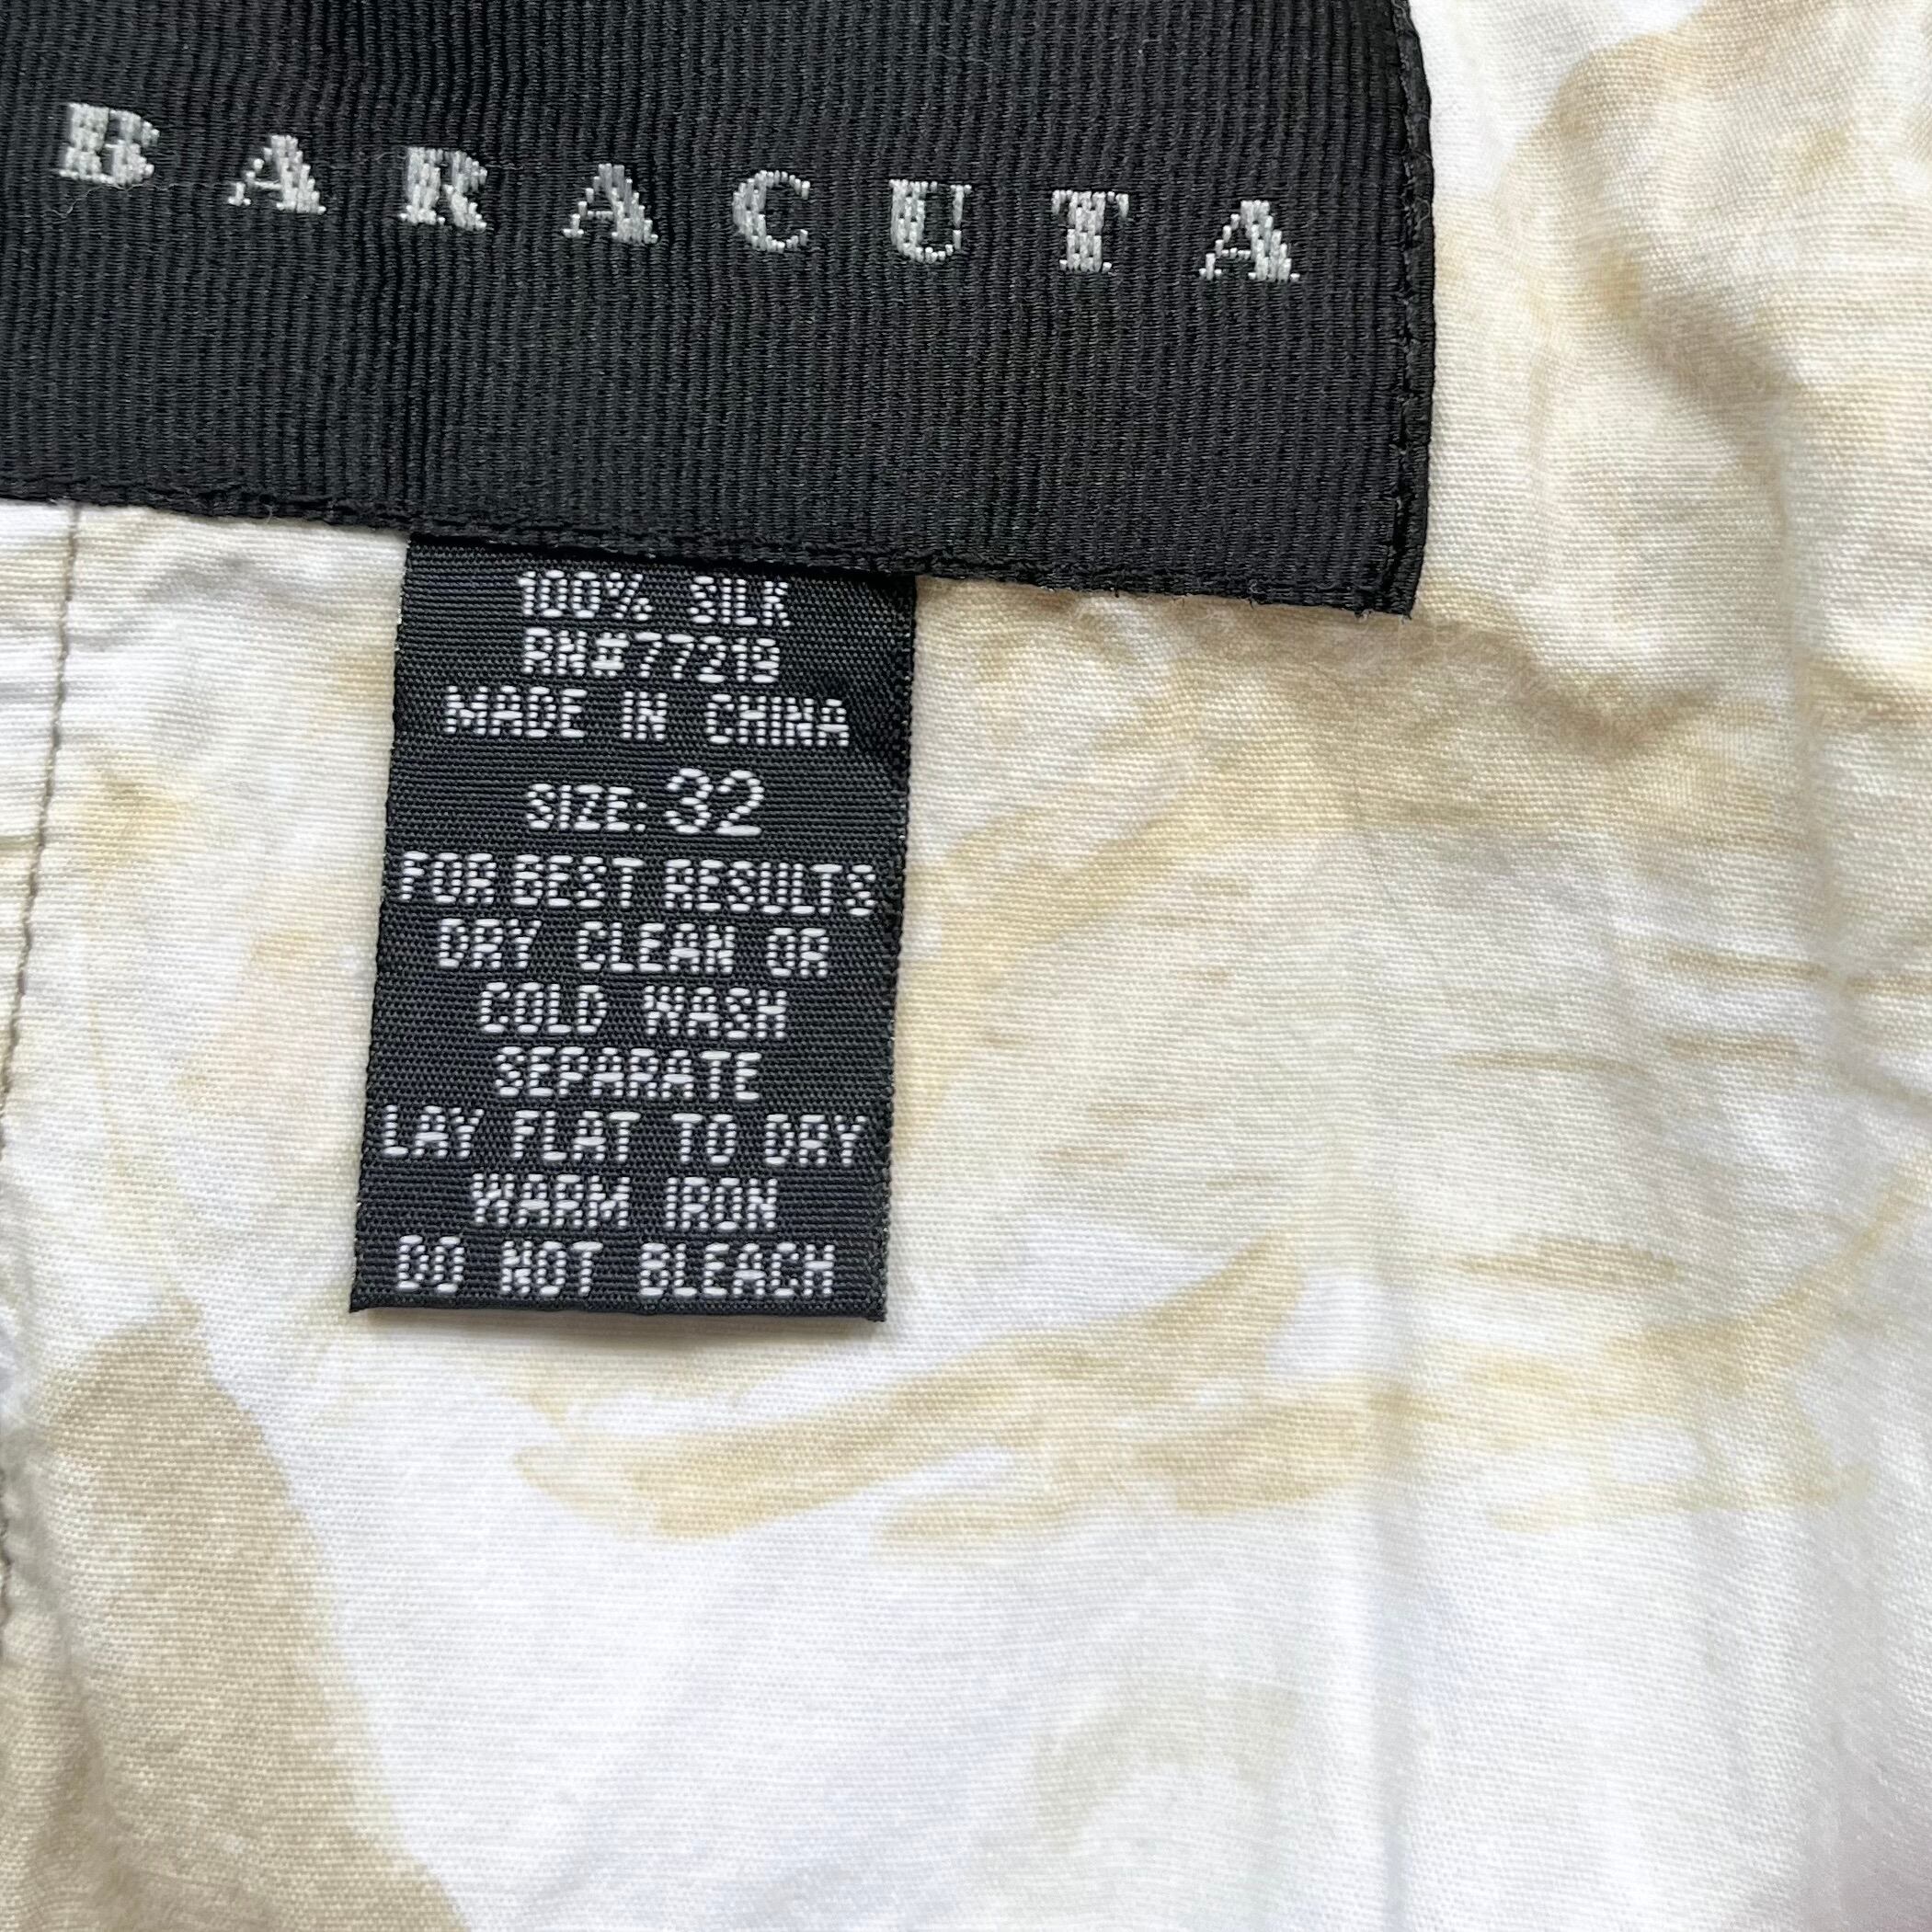 BARACUTA
100% SILK
RN#77219
MADE IN CHINA
SIZE: 32
FOR BEST RESULTS
DRY CLEAN OR
COLD WASH
SEPARATE
LAY FLAT TO DRY
WARM IRON
DO NOT BLEACH